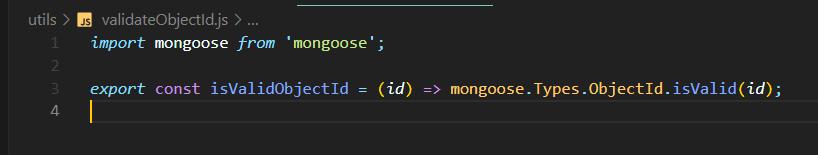 utils > JS validateObjectId.js > ...
1 import mongoose from 'mongoose';
2
3 export const isValidObjectId = (id) => mongoose.Types.ObjectId.isValid(id);
4